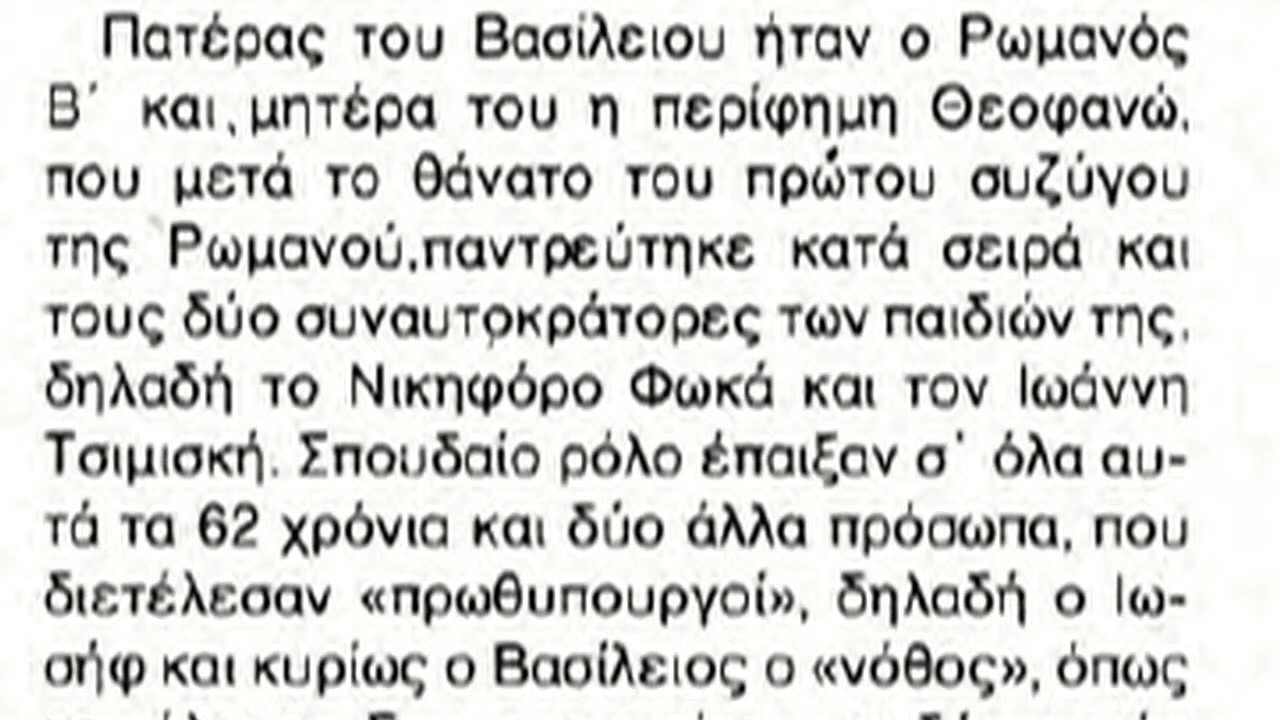 Πατέρας του Βασίλειου ήταν ο Ρωμανός
Β΄ και μητέρα του η περίφημη Θεοφανώ,
που μετά το θάνατο του πρώτου συζύγου
της Ρωμανού, παντρεύτηκε κατά σειρά και
τους δύο συναυτοκράτορες των παιδιών της,
δηλαδή το Νικηφόρο Φωκά και τον Ιωάννη
Τσιμισκή. Σπουδαίο ρόλο έπαιξαν σ' όλα αυ-
τά τα 62 χρόνια και δύο άλλα πρόσωπα, που
διετέλεσαν «πρωθυπουργοί», δηλαδή ο Ιω-
σήφ και κυρίως ο Βασίλειος ο «νόθος», όπως